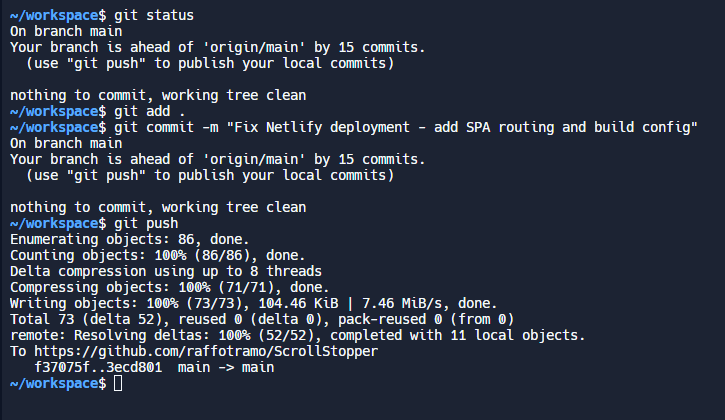 ~/workspace$ git status
On branch main
Your branch is ahead of 'origin/main' by 15 commits.
  (use "git push" to publish your local commits)

nothing to commit, working tree clean
~/workspace$ git add .
~/workspace$ git commit -m "Fix Netlify deployment - add SPA routing and build config"
On branch main
Your branch is ahead of 'origin/main' by 15 commits.
  (use "git push" to publish your local commits)

nothing to commit, working tree clean
~/workspace$ git push
Enumerating objects: 86, done.
Counting objects: 100% (86/86), done.
Delta compression using up to 8 threads
Compressing objects: 100% (71/71), done.
Writing objects: 100% (73/73), 104.46 KiB | 7.46 MiB/s, done.
Total 73 (delta 52), reused 0 (delta 0), pack-reused 0 (from 0)
remote: Resolving deltas: 100% (52/52), completed with 11 local objects.
To https://github.com/raffotramo/ScrollStopper
   f37075f..3ecd801  main -> main
~/workspace$